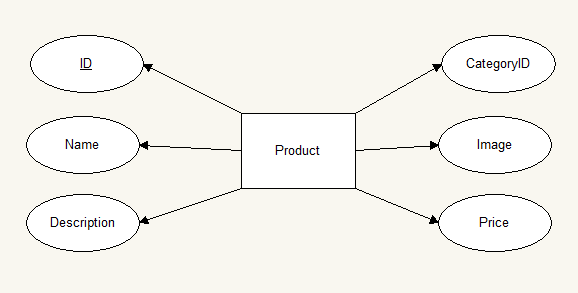 ID
CategoryID
Name
Product
Image
Description
Price